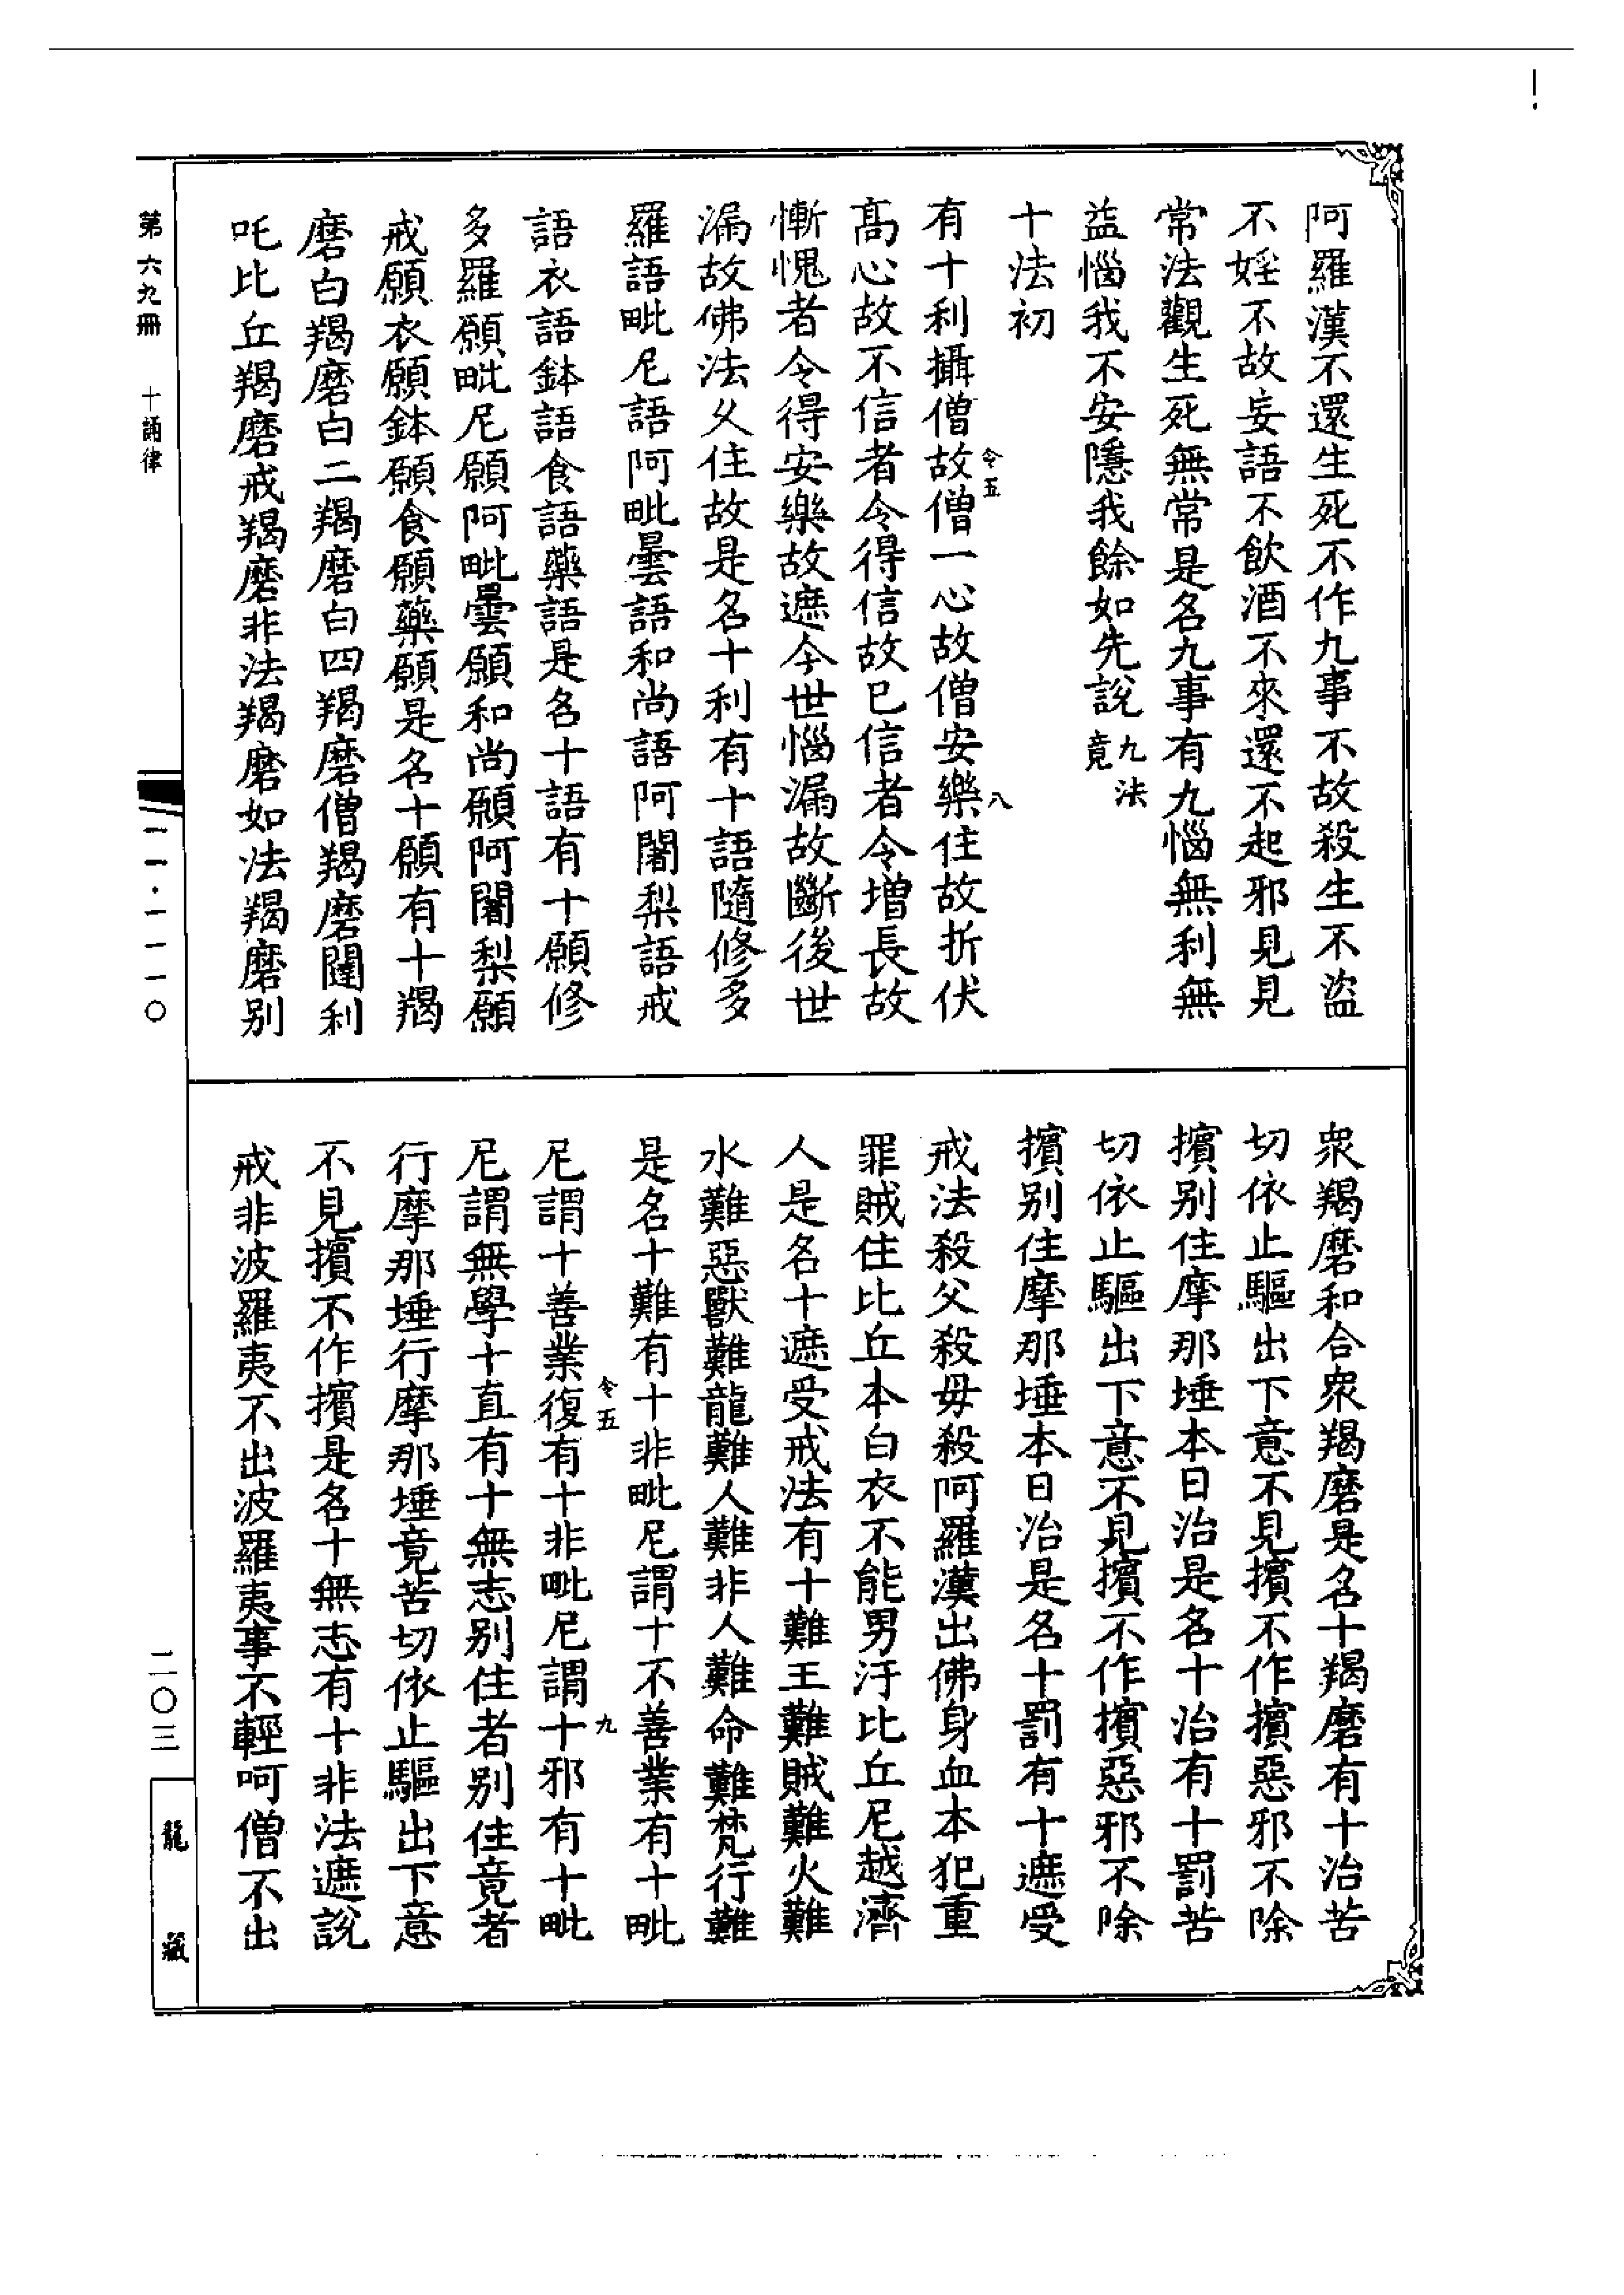 阿羅漢不還生死不作九事不故殺生不盜
不婬不故妄語不飲酒不來還不起邪見見
常法觀生死無常是名九事有九惱無利無
益惱我不安隱我餘如先說九法竟
十法初
有十利攝僧故僧一心故僧安樂住故折伏
高心故不信者令得信故已信者令增長故
慚愧者令得安樂故遮今世惱漏故斷後世
漏故佛法久住故是名十利有十語隨修多
羅語毗尼語阿毗曇語和尚語阿闍梨語戒
語衣語鉢語食語藥語是名十語有十願修
多羅願毗尼願阿毗曇願和尚願阿闍梨願
戒願衣願鉢願食願藥願是名十願有十羯
磨白羯磨白二羯磨白四羯磨僧羯磨闥利
吒比丘羯磨戒羯磨非法羯磨如法羯磨別
令五
八
衆羯磨和合衆羯磨是名十羯磨有十治苦
切依止驅出下意不見擯不作擯惡邪不除
擯別住摩那埵本日治是名十治有十罰苦
切依止驅出下意不見擯不作擯惡邪不除
擯別住摩那埵本日治是名十罰有十遮受
戒法殺父殺母殺阿羅漢出佛身血本犯重
罪賊住比丘本白衣不能男汙比丘尼越濟
人是名十遮受戒法有十難王難賊難火難
水難惡獸難龍難人難非人難命難梵行難
是名十難有十非毗尼謂十不善業有十毗
尼謂十善業復有十非毗尼謂十邪有十毗
尼謂無學十直有十無志別住者別住竟者
行摩那埵行摩那埵竟苦切依止驅出下意
不見擯不作擯是名十無志有十非法遮說
戒非波羅夷不出波羅夷事不輕呵僧不出
令五
九
第六九冊 十誦律
一一·一一一〇
二〇三
龍藏